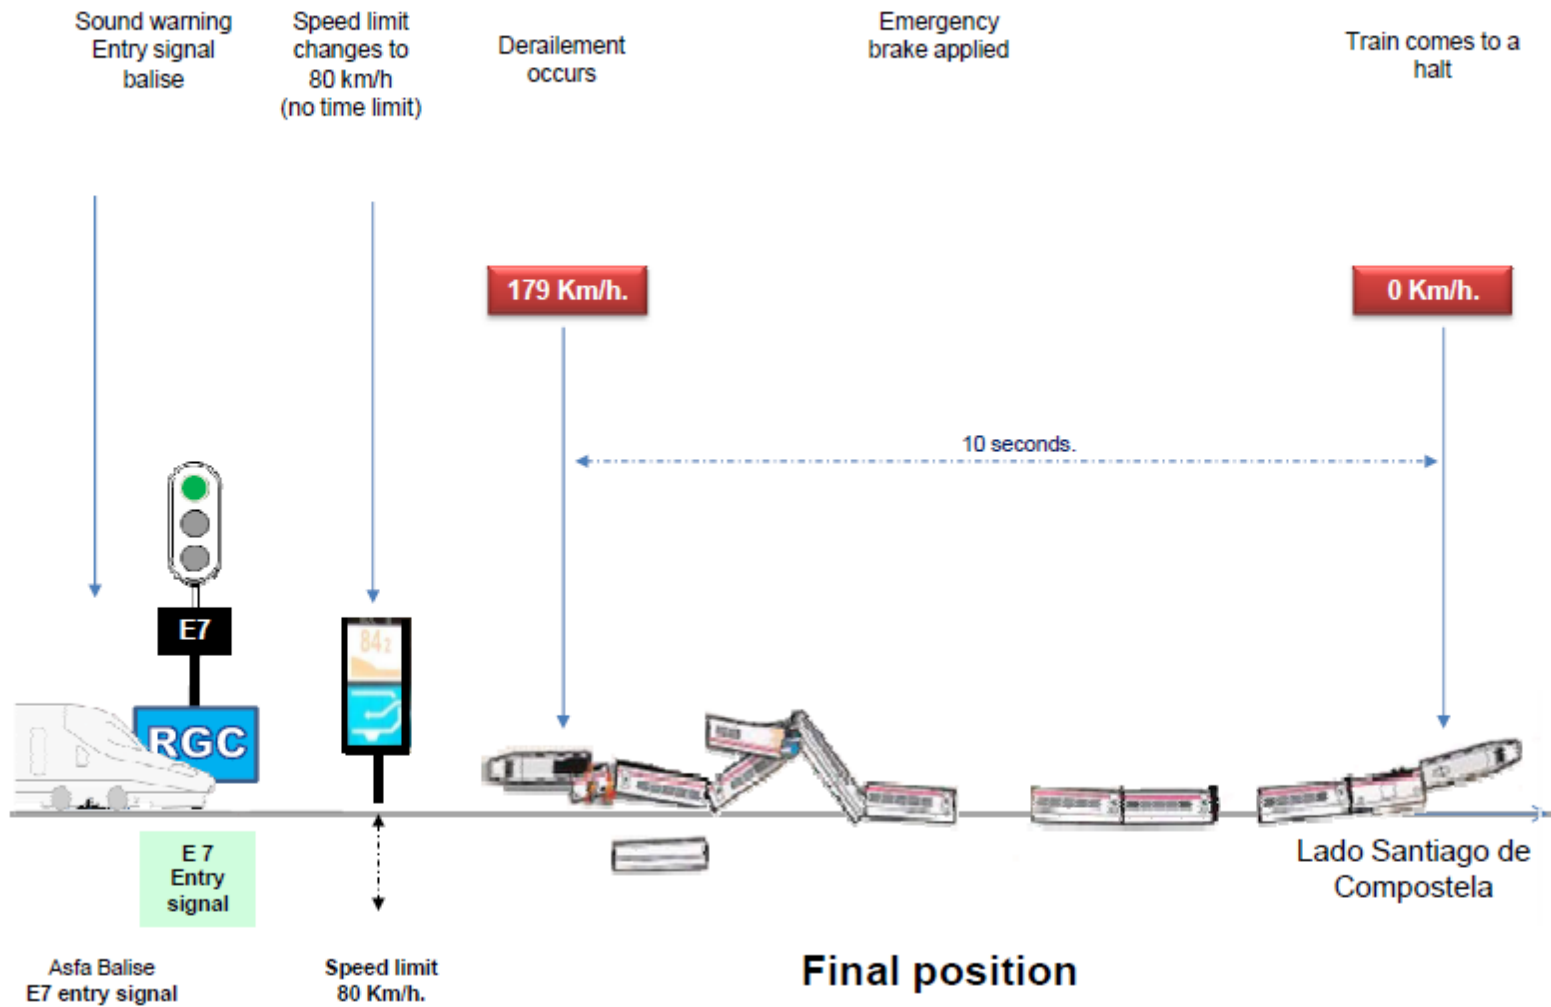 Sound warning
Entry signal
balise
Speed limit
changes to
80 km/h
(no time limit)
Derailement
occurs
Emergency
brake applied
Train comes to a
halt
179 Km/h.
0 Km/h.
10 seconds.
E7
84 2
RGC
E 7
Entry
signal
Lado Santiago de
Compostela
Asfa Balise
E7 entry signal
Speed limit
80 Km/h.
Final position